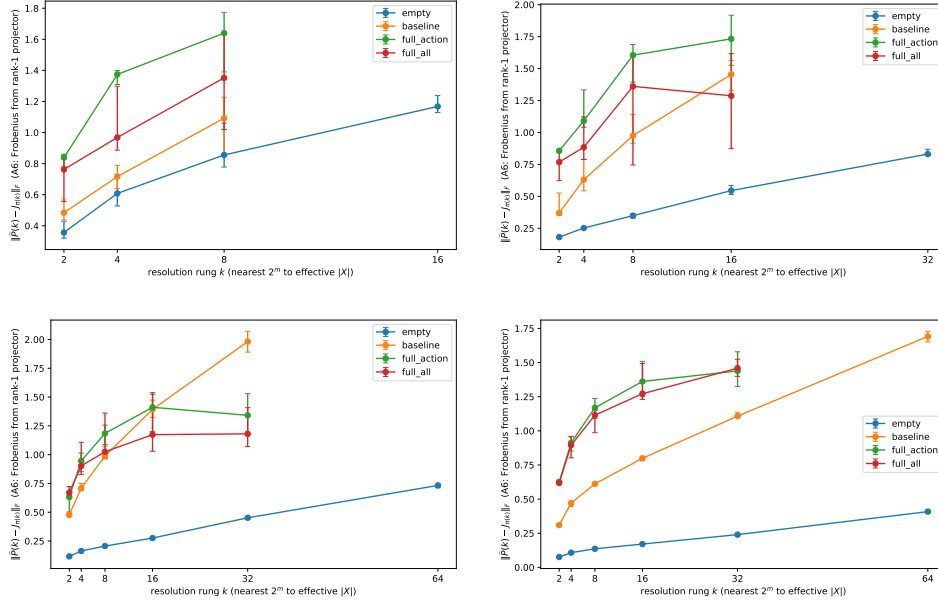 1.8
1.6
1.4
1.2
1.0
0.8
0.6
0.4
‖P̂(k) − J_π̂(k)‖_F (A6: Frobenius from rank-1 projector)
2 4 8 16
resolution rung k (nearest 2^m to effective |X|)
empty
baseline
full_action
full_all
2.00
1.75
1.50
1.25
1.00
0.75
0.50
0.25
‖P̂(k) − J_π̂(k)‖_F (A6: Frobenius from rank-1 projector)
2 4 8 16 32
resolution rung k (nearest 2^m to effective |X|)
empty
baseline
full_action
full_all
2.00
1.75
1.50
1.25
1.00
0.75
0.50
0.25
‖P̂(k) − J_π̂(k)‖_F (A6: Frobenius from rank-1 projector)
2 4 8 16 32 64
resolution rung k (nearest 2^m to effective |X|)
empty
baseline
full_action
full_all
1.75
1.50
1.25
1.00
0.75
0.50
0.25
0.00
‖P̂(k) − J_π̂(k)‖_F (A6: Frobenius from rank-1 projector)
2 4 8 16 32 64
resolution rung k (nearest 2^m to effective |X|)
empty
baseline
full_action
full_all